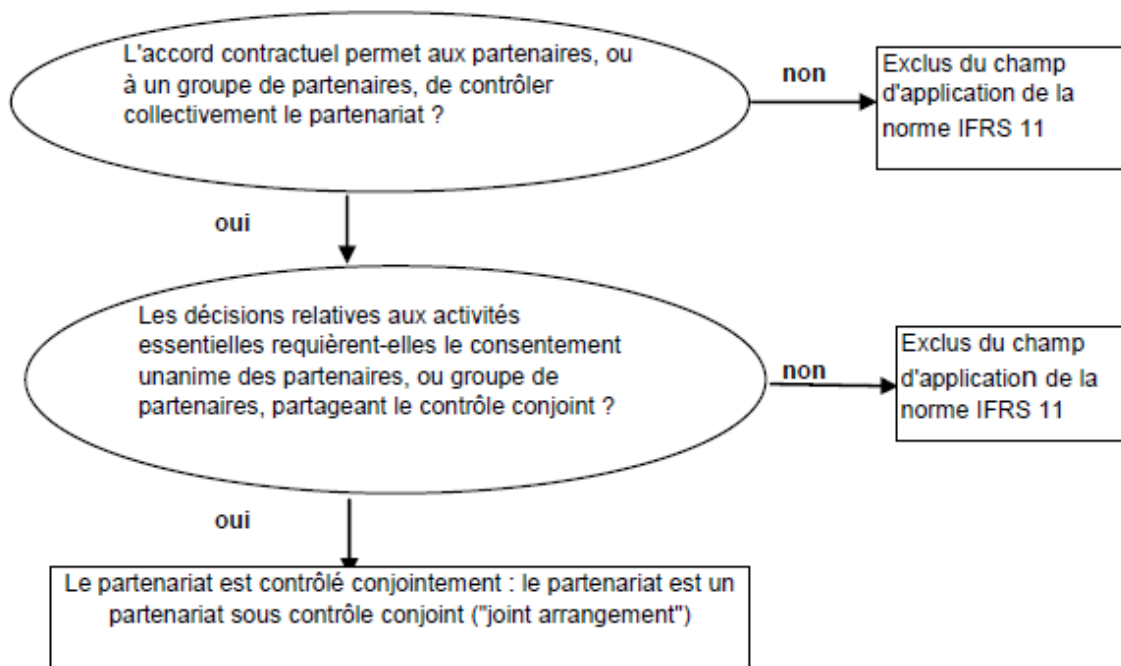 L'accord contractuel permet aux partenaires, ou
à un groupe de partenaires, de contrôler
collectivement le partenariat ?
non
Exclus du champ
d'application de la
norme IFRS 11
oui
Les décisions relatives aux activités
essentielles requièrent-elles le consentement
unanime des partenaires, ou groupe de
partenaires, partageant le contrôle conjoint ?
non
Exclus du champ
d'application de la
norme IFRS 11
oui
Le partenariat est contrôlé conjointement : le partenariat est un
partenariat sous contrôle conjoint ("joint arrangement")